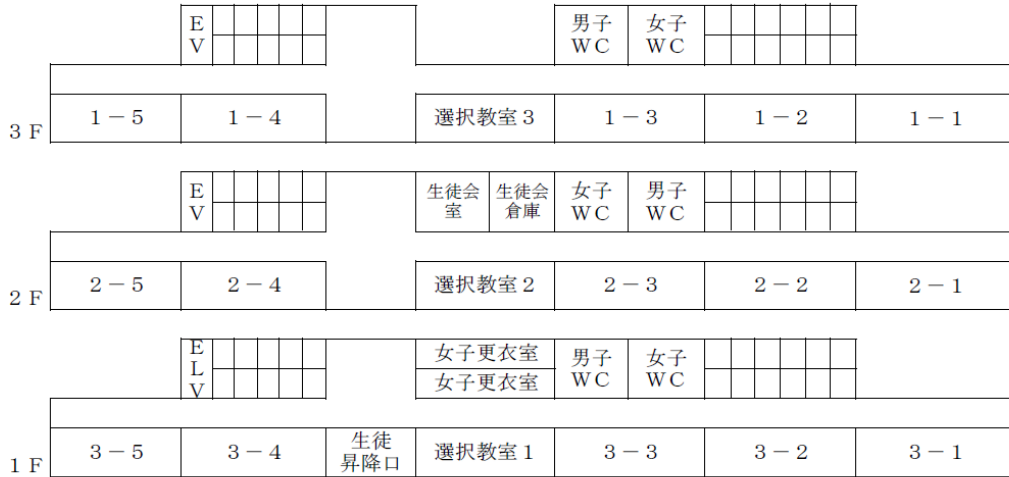 E
V
男子
WC
女子
WC
3F
1－5
1－4
選択教室3
1－3
1－2
1－1
E
V
生徒会
室
生徒会
倉庫
女子
WC
男子
WC
2F
2－5
2－4
選択教室2
2－3
2－2
2－1
E
L
V
女子更衣室
女子更衣室
男子
WC
女子
WC
1F
3－5
3－4
生徒
昇降口
選択教室1
3－3
3－2
3－1